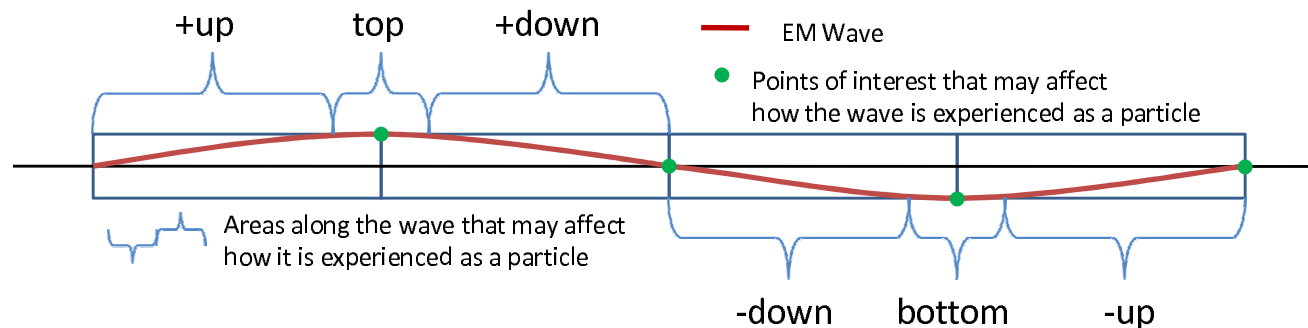 +up
top
+down
EM Wave
Points of interest that may affect
how the wave is experienced as a particle
Areas along the wave that may affect
how it is experienced as a particle
-down
bottom
-up